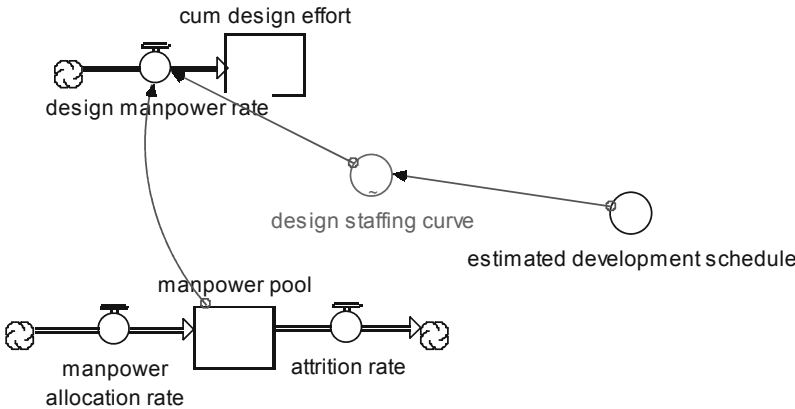 cum design effort
design manpower rate
~
design staffing curve
estimated development schedule
manpower pool
manpower
allocation rate
attrition rate